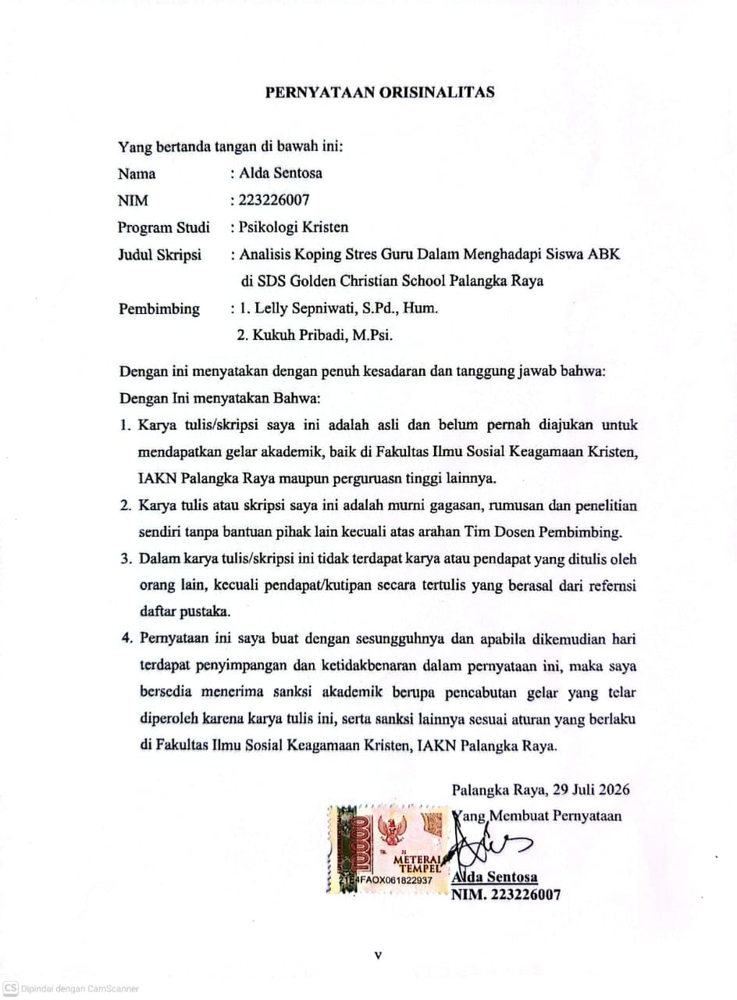 PERNYATAAN ORISINALITAS
Yang bertanda tangan di bawah ini:
Nama : Alda Sentosa
NIM : 223226007
Program Studi : Psikologi Kristen
Judul Skripsi : Analisis Koping Stres Guru Dalam Menghadapi Siswa ABK
di SDS Golden Christian School Palangka Raya
Pembimbing : 1. Lelly Sepniwati, S.Pd., Hum.
2. Kukuh Pribadi, M.Psi.
Dengan ini menyatakan dengan penuh kesadaran dan tanggung jawab bahwa:
Dengan Ini menyatakan Bahwa:
1. Karya tulis/skripsi saya ini adalah asli dan belum pernah diajukan untuk
mendapatkan gelar akademik, baik di Fakultas Ilmu Sosial Keagamaan Kristen,
IAKN Palangka Raya maupun perguruasn tinggi lainnya.
2. Karya tulis atau skripsi saya ini adalah murni gagasan, rumusan dan penelitian
sendiri tanpa bantuan pihak lain kecuali atas arahan Tim Dosen Pembimbing.
3. Dalam karya tulis/skripsi ini tidak terdapat karya atau pendapat yang ditulis oleh
orang lain, kecuali pendapat/kutipan secara tertulis yang berasal dari refernsi
daftar pustaka.
4. Pernyataan ini saya buat dengan sesungguhnya dan apabila dikemudian hari
terdapat penyimpangan dan ketidakbenaran dalam pernyataan ini, maka saya
bersedia menerima sanksi akademik berupa pencabutan gelar yang telar
diperoleh karena karya tulis ini, serta sanksi lainnya sesuai aturan yang berlaku
di Fakultas Ilmu Sosial Keagamaan Kristen, IAKN Palangka Raya.
Palangka Raya, 29 Juli 2026
Yang Membuat Pernyataan
10000
TGL. 20
METERAI
TEMPEL
21E4FAOX061822937
Alda Sentosa
NIM. 223226007
v
CS Dipindai dengan CamScanner